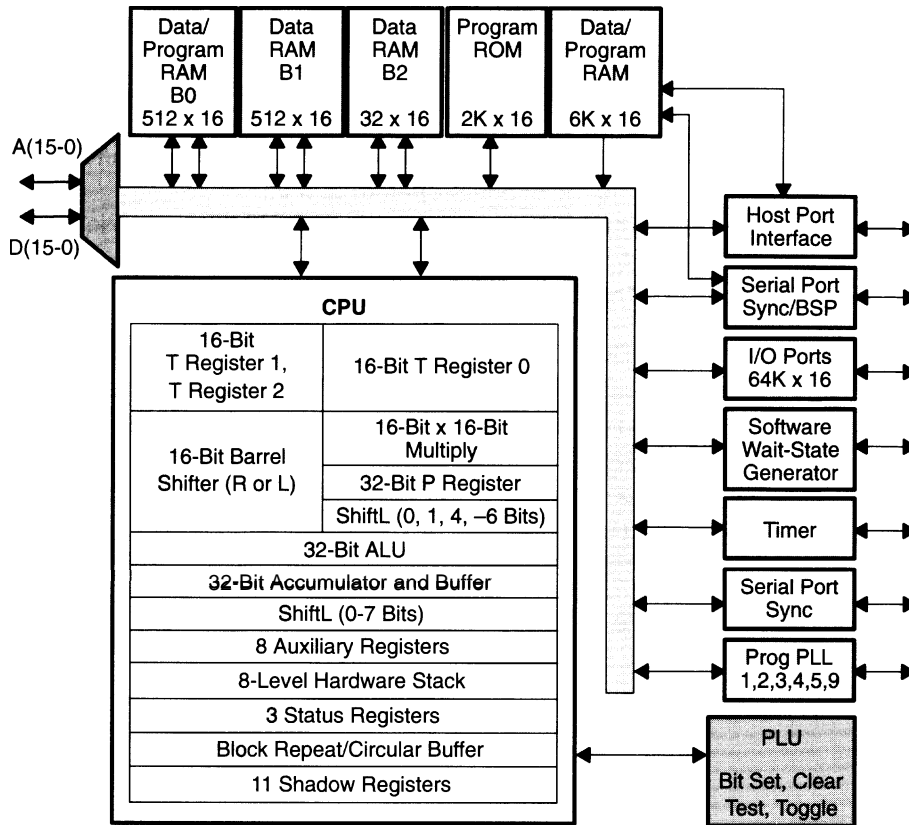 Data/
Program
RAM
B0
512 x 16
Data
RAM
B1
512 x 16
Data
RAM
B2
32 x 16
Program
ROM
2K x 16
Data/
Program
RAM
6K x 16
A(15-0)
D(15-0)
Host Port
Interface
Serial Port
Sync/BSP
I/O Ports
64K x 16
Software
Wait-State
Generator
Timer
Serial Port
Sync
Prog PLL
1,2,3,4,5,9
CPU
16-Bit
T Register 1,
T Register 2
16-Bit T Register 0
16-Bit Barrel
Shifter (R or L)
16-Bit x 16-Bit
Multiply
32-Bit P Register
ShiftL (0, 1, 4, –6 Bits)
32-Bit ALU
32-Bit Accumulator and Buffer
ShiftL (0-7 Bits)
8 Auxiliary Registers
8-Level Hardware Stack
3 Status Registers
Block Repeat/Circular Buffer
11 Shadow Registers
PLU
Bit Set, Clear
Test, Toggle